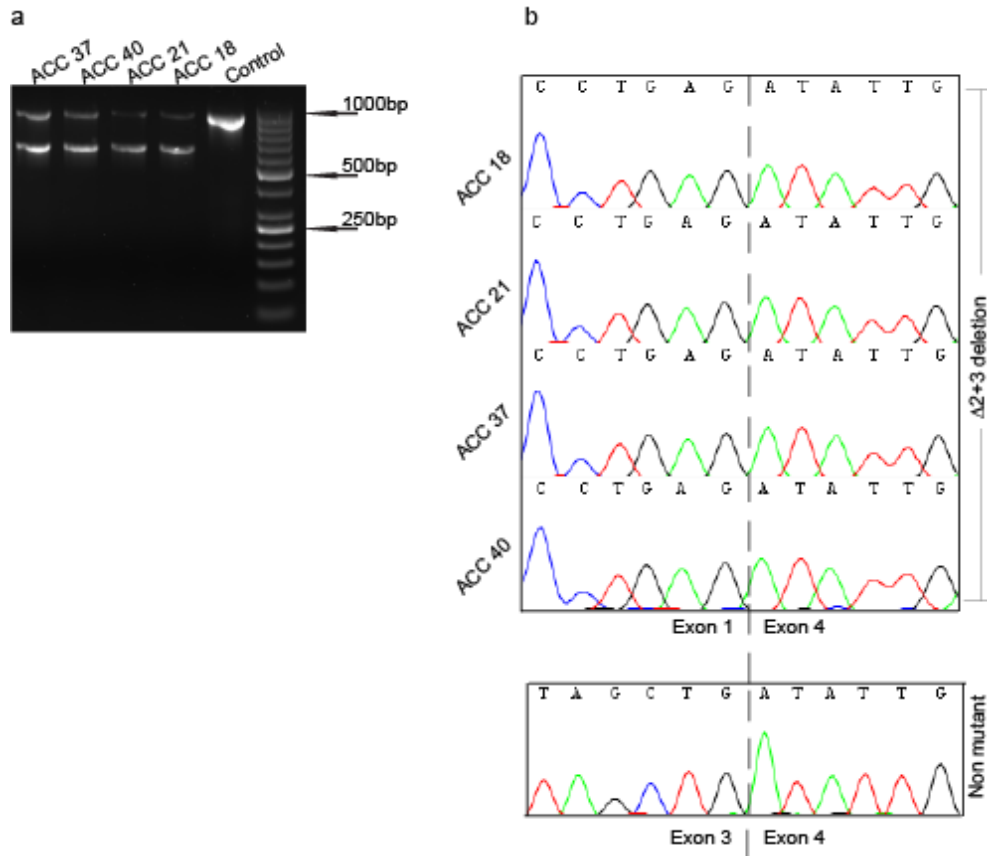 a
ACC 37
ACC 40
ACC 21
ACC 18
Control
1000bp
500bp
250bp
b
C C T G A G A T A T T G
ACC 18
C C T G A G A T A T T G
ACC 21
C C T G A G A T A T T G
ACC 37
C C T G A G A T A T T G
ACC 40
Δ2+3 deletion
Exon 1 Exon 4
T A G C T G A T A T T G
Non mutant
Exon 3 Exon 4